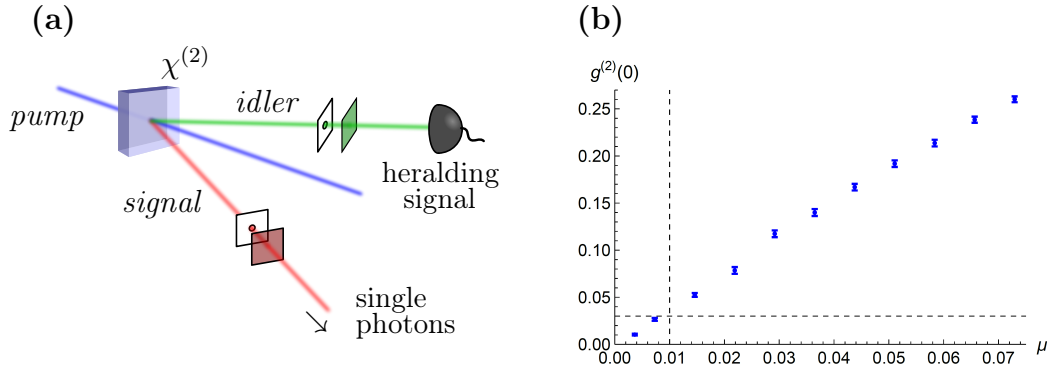 (a)
χ(2)
pump
idler
signal
heralding
signal
single
photons
(b)
g(2)(0)
0.25
0.20
0.15
0.10
0.05
0.00
0.00 0.01 0.02 0.03 0.04 0.05 0.06 0.07
μ